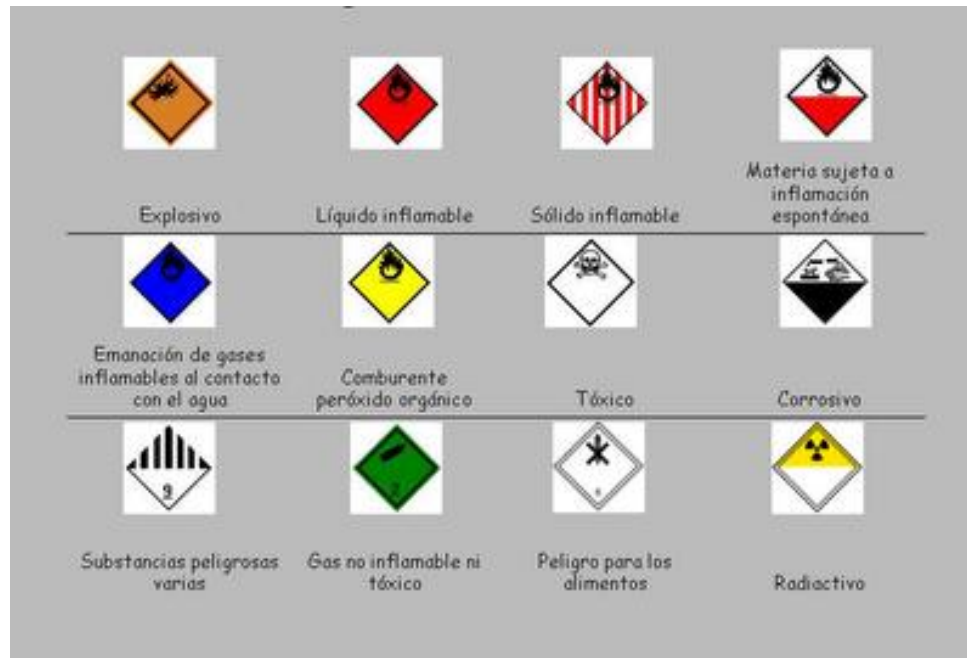 Explosivo
Líquido inflamable
Sólido inflamable
Materia sujeta a
inflamación
espontánea
Emanación de gases
inflamables al contacto
con el agua
Comburente
peróxido orgánico
Tóxico
Corrosivo
9
2
Substancias peligrosas
varias
Gas no inflamable ni
tóxico
Peligro para los
alimentos
Radiactivo